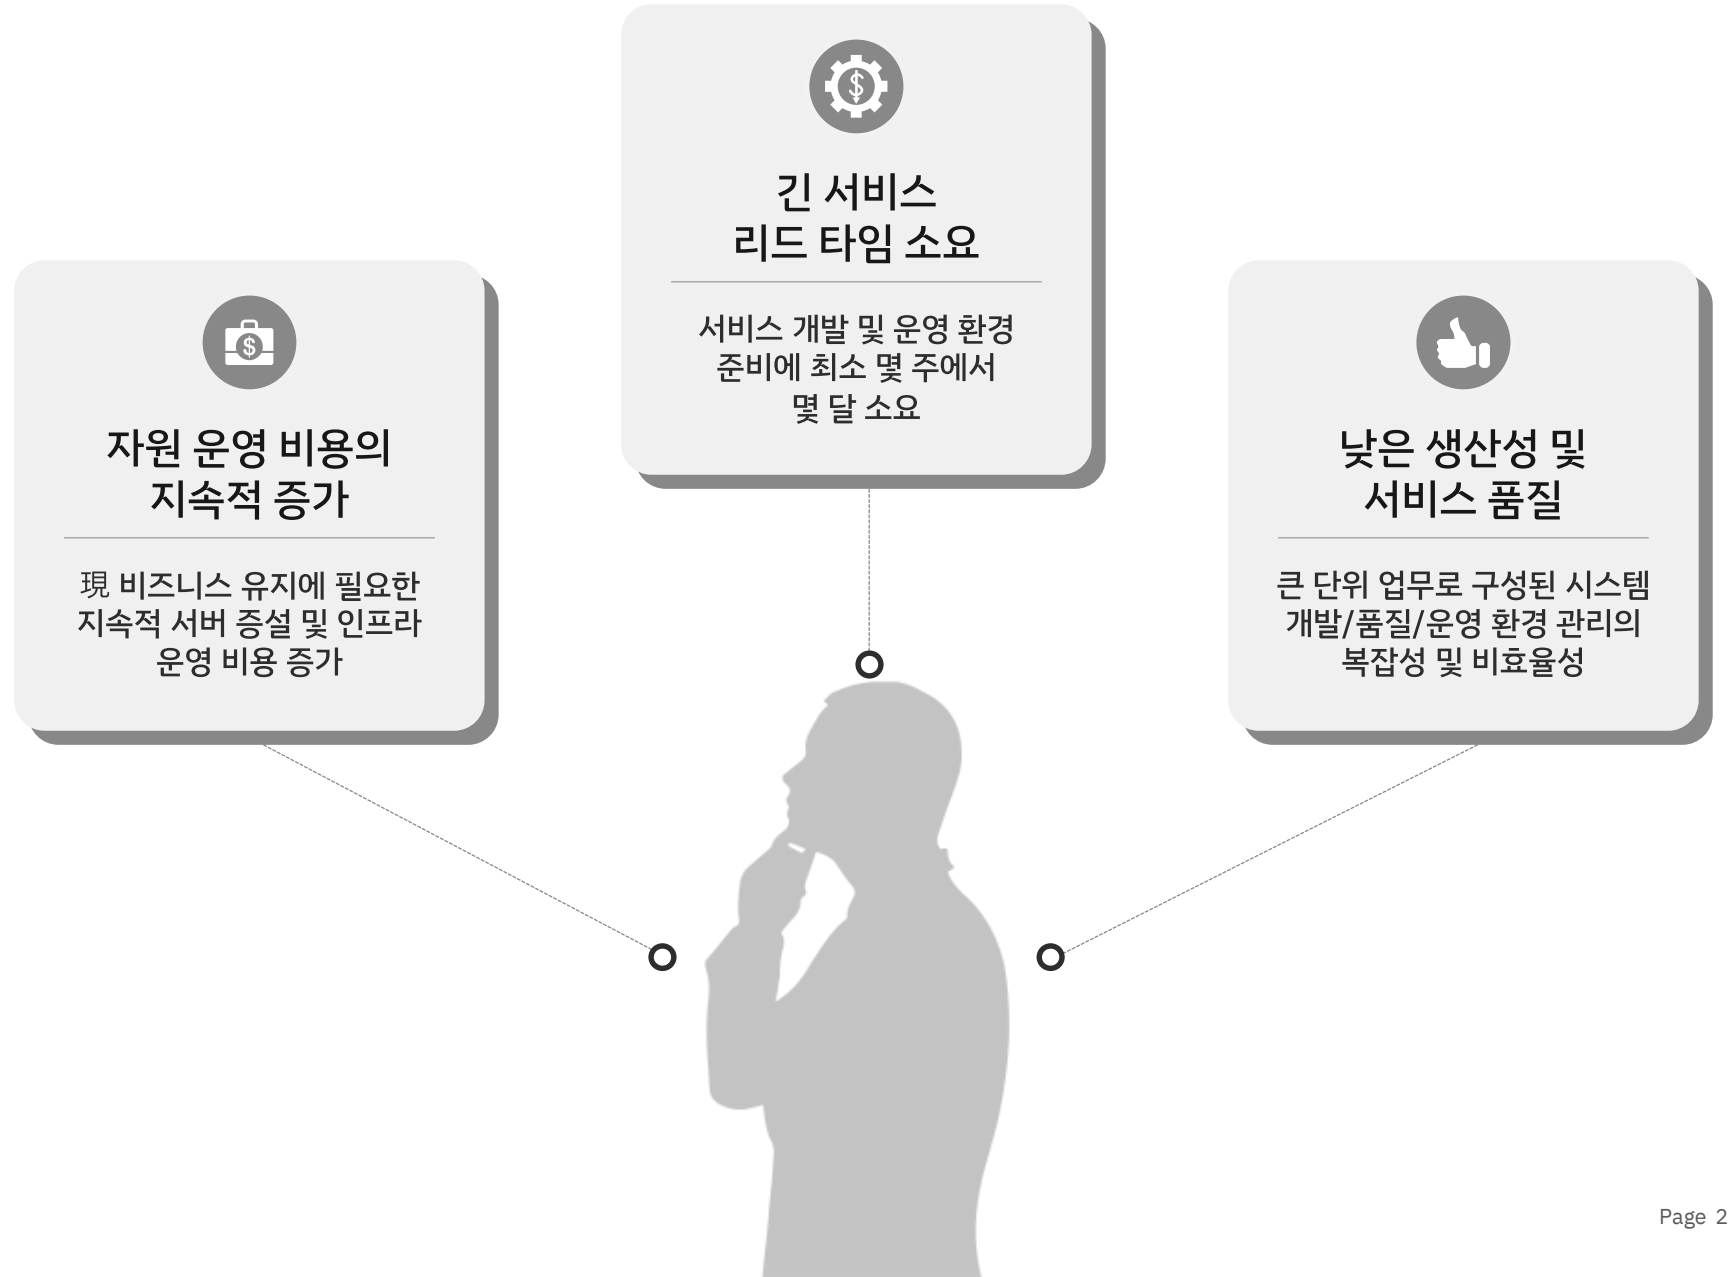 긴 서비스
리드 타임 소요
서비스 개발 및 운영 환경
준비에 최소 몇 주에서
몇 달 소요
자원 운영 비용의
지속적 증가
現 비즈니스 유지에 필요한
지속적 서버 증설 및 인프라
운영 비용 증가
낮은 생산성 및
서비스 품질
큰 단위 업무로 구성된 시스템
개발/품질/운영 환경 관리의
복잡성 및 비효율성
Page 2